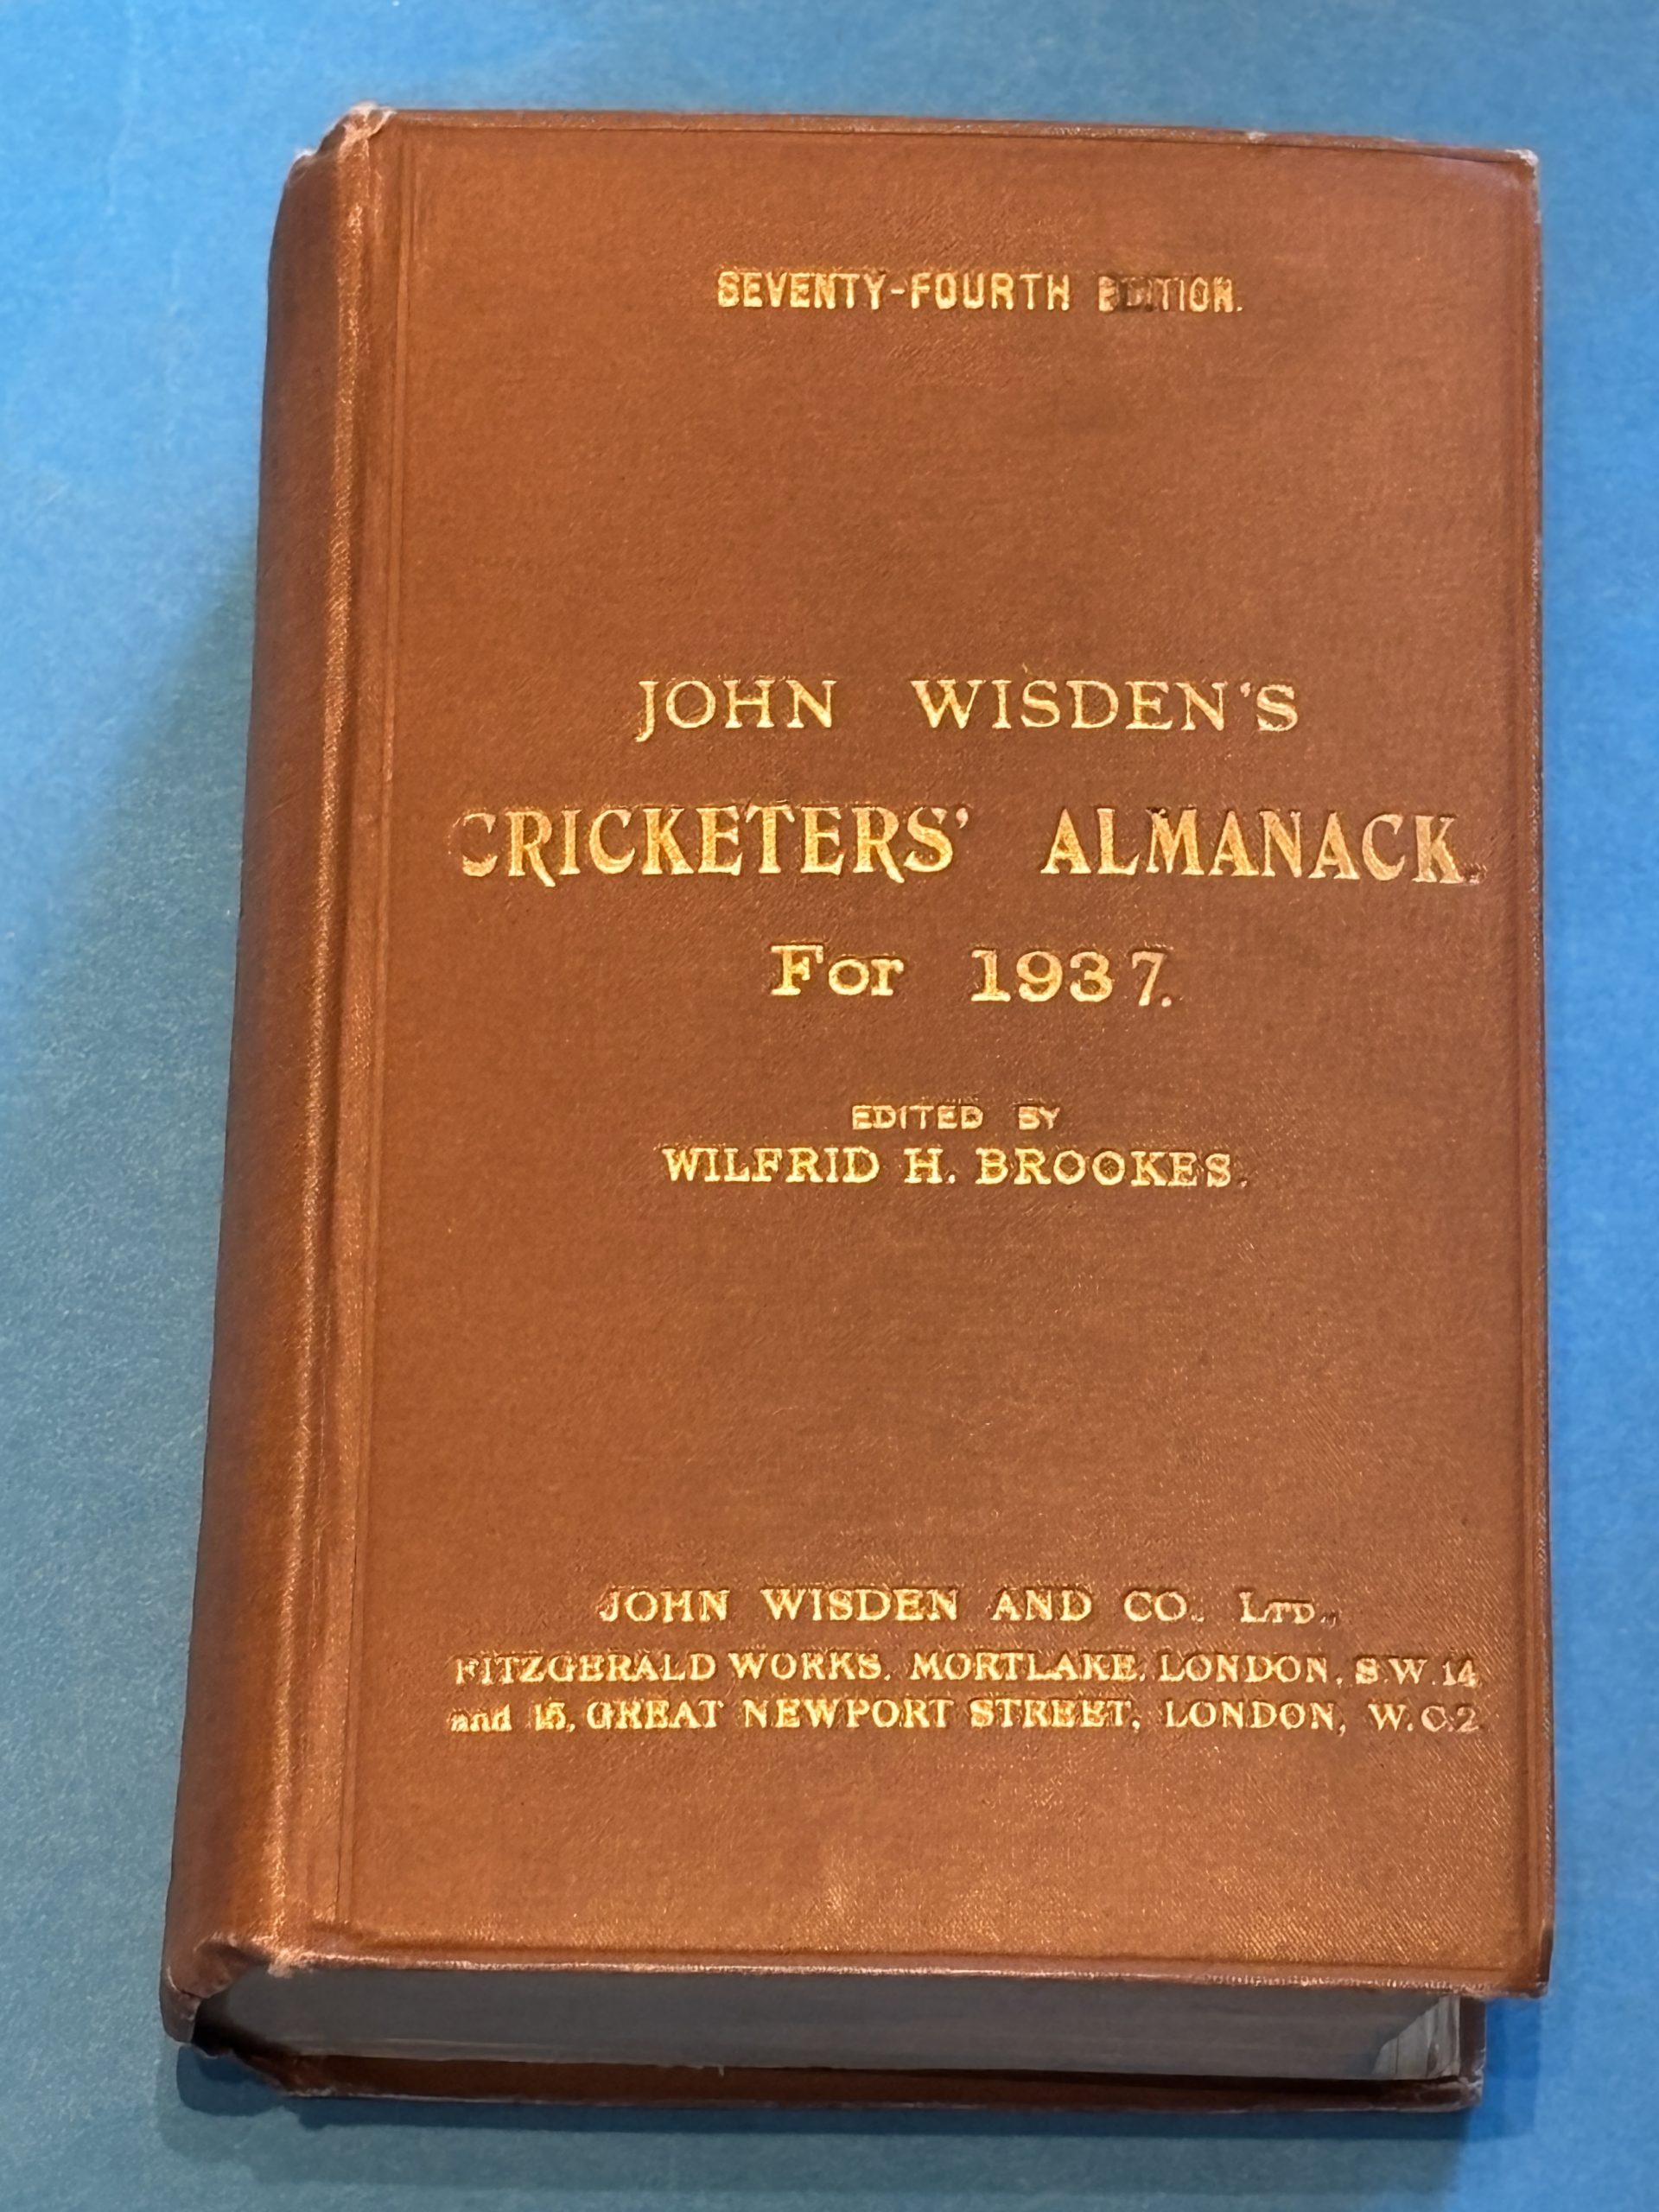 SEVENTY-FOURTH EDITION.
JOHN WISDEN'S
CRICKETERS' ALMANACK.
For 1937.
EDITED BY
WILFRID H. BROOKES.
JOHN WISDEN AND CO., LTD.,
FITZGERALD WORKS, MORTLAKE, LONDON, S.W.14,
and 15, GREAT NEWPORT STREET, LONDON, W.C.2.